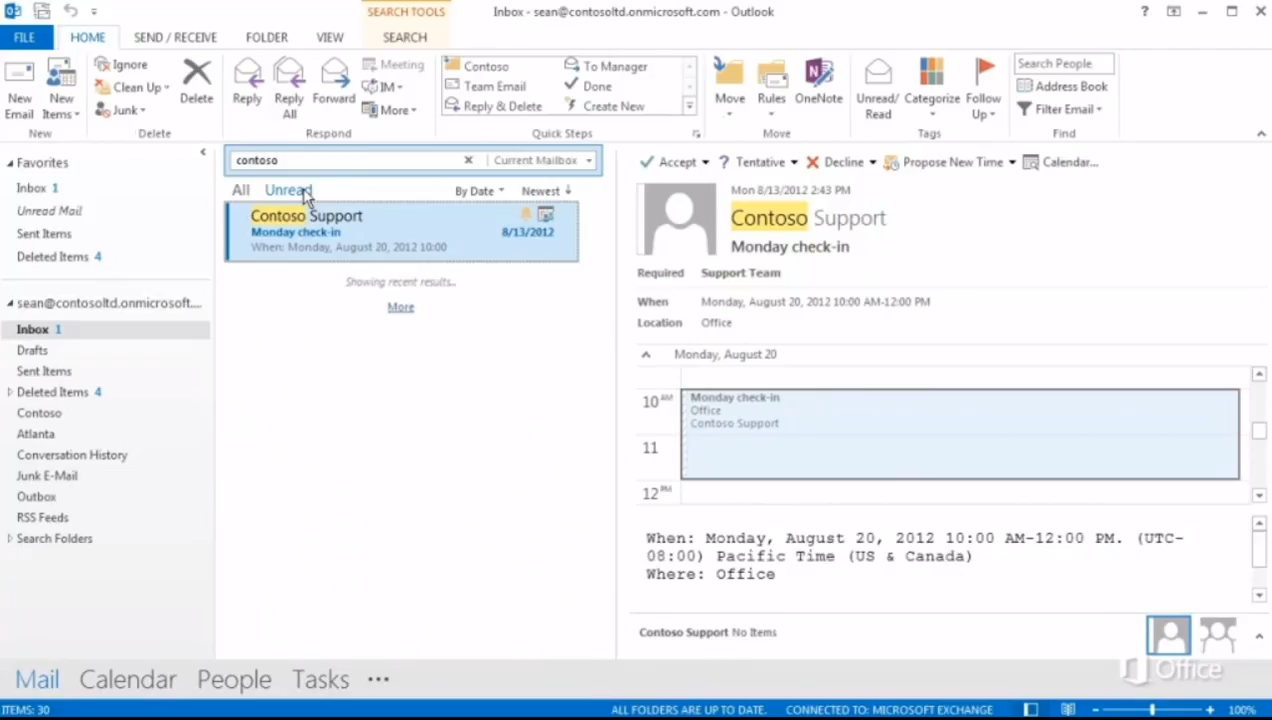 SEARCH TOOLS
Inbox - sean@contosoltd.onmicrosoft.com - Outlook
?
FILE HOME SEND / RECEIVE FOLDER VIEW SEARCH
New Email
New Items
New
Ignore
Clean Up
Junk
Delete
Delete
Reply
Reply All
Forward
Meeting
IM
More
Respond
Contoso
Team Email
Reply & Delete
To Manager
Done
Create New
Quick Steps
Move
Rules
OneNote
Move
Unread/ Read
Categorize
Follow Up
Tags
Search People
Address Book
Filter Email
Find
Favorites
Inbox 1
Unread Mail
Sent Items
Deleted Items 4
sean@contosoltd.onmicrosoft....
Inbox 1
Drafts
Sent Items
Deleted Items 4
Contoso
Atlanta
Conversation History
Junk E-Mail
Outbox
RSS Feeds
Search Folders
contoso
Current Mailbox
All Unread By Date Newest
Contoso Support
Monday check-in 8/13/2012
When: Monday, August 20, 2012 10:00
Showing recent results...
More
Accept ? Tentative Decline Propose New Time Calendar...
Mon 8/13/2012 2:43 PM
Contoso Support
Monday check-in
Required Support Team
When Monday, August 20, 2012 10:00 AM-12:00 PM
Location Office
Monday, August 20
10 AM
Monday check-in
Office
Contoso Support
11
12 PM
When: Monday, August 20, 2012 10:00 AM-12:00 PM. (UTC-
08:00) Pacific Time (US & Canada)
Where: Office
Contoso Support No Items
Office
Mail Calendar People Tasks •••
ITEMS: 30
ALL FOLDERS ARE UP TO DATE.
CONNECTED TO: MICROSOFT EXCHANGE
100%